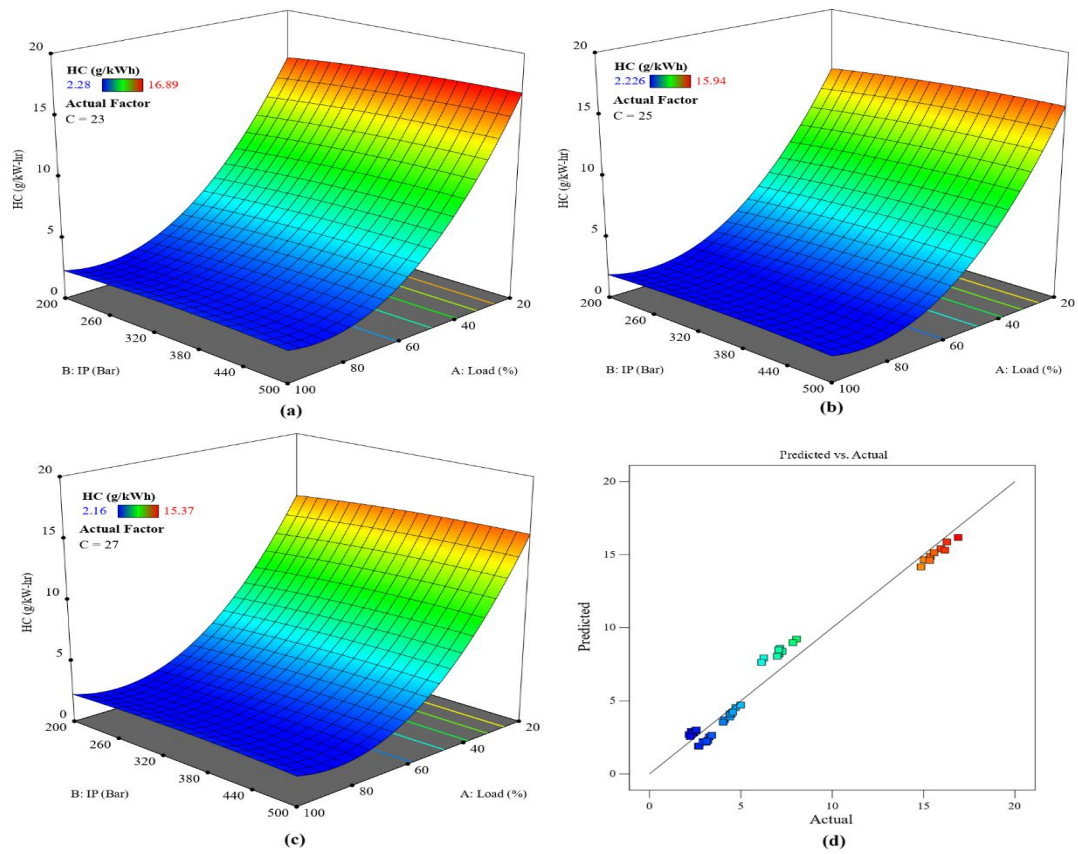 20
15
10
5
0
HC (g/kW-hr)
HC (g/kWh)
2.28 16.89
Actual Factor
C = 23
200
260
320
380
440
500
B: IP (Bar)
100
80
60
40
20
A: Load (%)
(a)
20
15
10
5
0
HC (g/kW-hr)
HC (g/kWh)
2.226 15.94
Actual Factor
C = 25
200
260
320
380
440
500
B: IP (Bar)
100
80
60
40
20
A: Load (%)
(b)
20
15
10
5
0
HC (g/kW-hr)
HC (g/kWh)
2.16 15.37
Actual Factor
C = 27
200
260
320
380
440
500
B: IP (Bar)
100
80
60
40
20
A: Load (%)
(c)
Predicted vs. Actual
20
15
10
5
0
Predicted
0 5 10 15 20
Actual
(d)